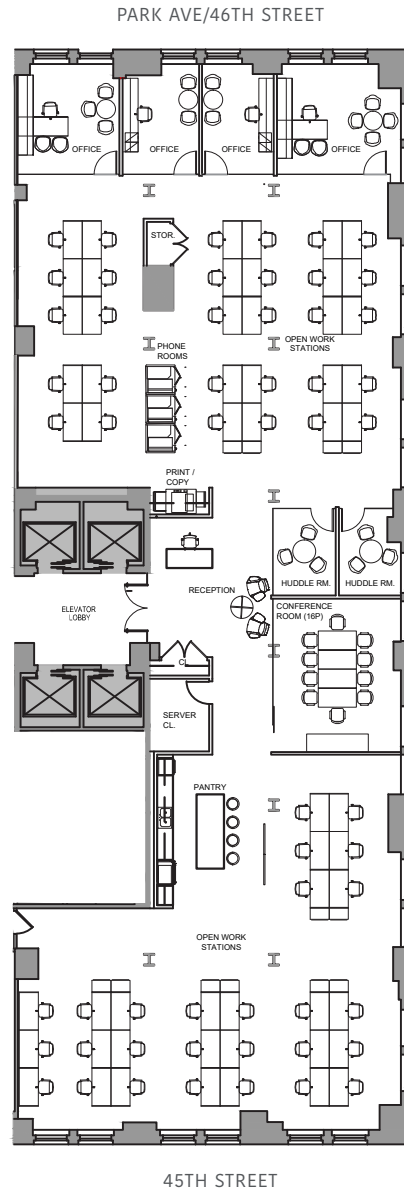 PARK AVE/46TH STREET
OFFICE
OFFICE
OFFICE
OFFICE
STOR.
PHONE
ROOMS
OPEN WORK
STATIONS
PRINT /
COPY
HUDDLE RM.
HUDDLE RM.
RECEPTION
ELEVATOR
LOBBY
CONFERENCE
ROOM (16P)
CL.
SERVER
CL.
PANTRY
OPEN WORK
STATIONS
45TH STREET